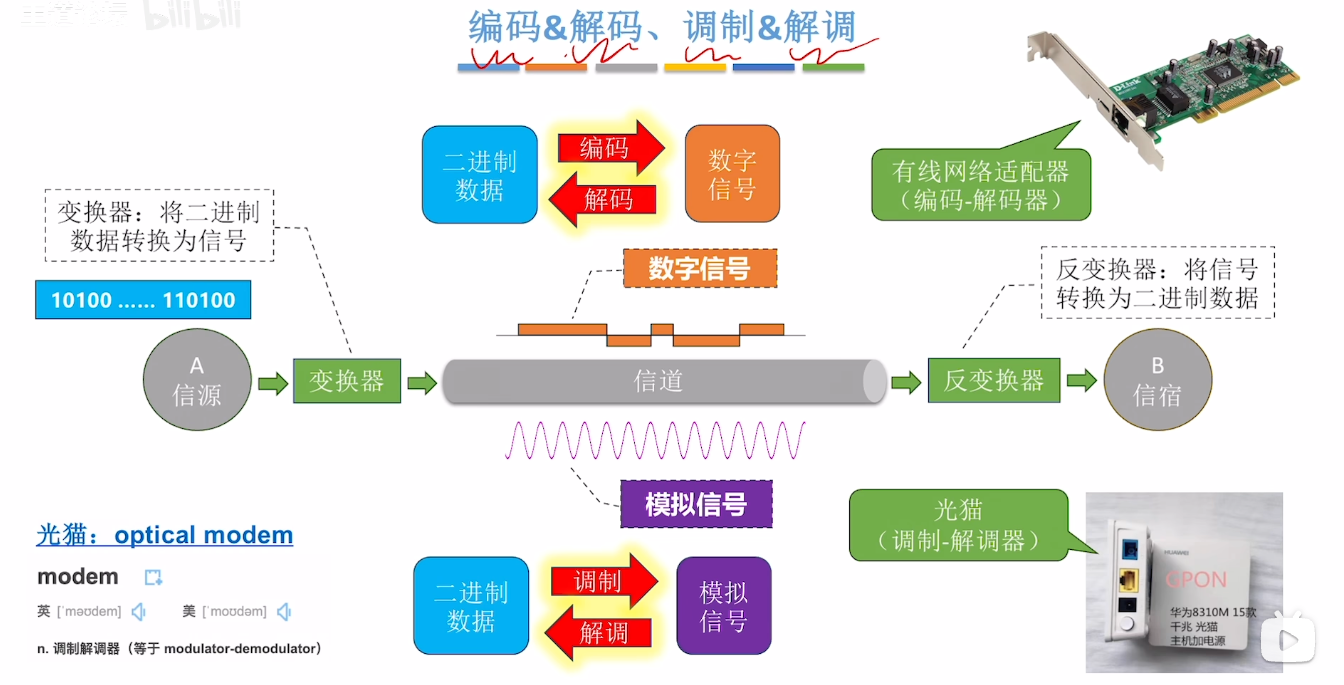 bilibili
编码&解码、调制&解调
二进制
数据
编码
解码
数字
信号
D-Link
有线网络适配器
（编码-解码器）
变换器：将二进制
数据转换为信号
数字信号
反变换器：将信号
转换为二进制数据
10100 …… 110100
A
信源
变换器
信道
反变换器
B
信宿
模拟信号
光猫：optical modem
modem
英 [ˈməʊdem] 美 [ˈmoʊdəm]
n. 调制解调器（等于 modulator-demodulator）
二进制
数据
调制
解调
模拟
信号
光猫
（调制-解调器）
HUAWEI
GPON
华为8310M 15款
千兆 光猫
主机加电源